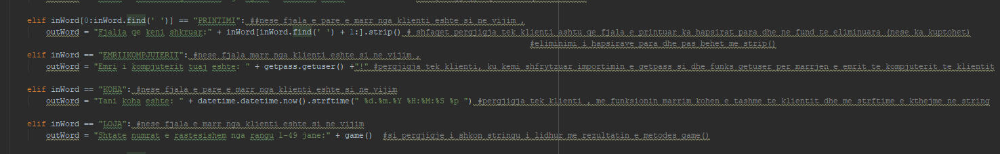 elif inWord[0:inWord.find(' ')] == "PRINTIMI": ##nese fjala e pare e marr nga klienti eshte si ne vijim ,
outWord = "Fjalia qe keni shkruar:" + inWord[inWord.find(' ') + 1:].strip() # shfaqet pergjigja tek klienti ashtu qe fjala e printuar ka hapsirat para dhe ne fund te eliminuara (nese ka kuptohet)
#eliminimi i hapsirave para dhe pas behet me strip()
elif inWord == "EMRIIKOMPJUTERIT": #nese fjala marr nga klienti eshte si ne vijim ,
outWord = "Emri i kompjuterit tuaj eshte: " + getpass.getuser() +"!" #pergjigja tek klienti, ku kemi shfrytzuar importimin e getpass si dhe funks getuser per marrjen e emrit te kompjuterit te klientit
elif inWord == "KOHA": #nese fjala e pare e marr nga klienti eshte si ne vijim
outWord = "Tani koha eshte: " + datetime.datetime.now().strftime(" %d.%m.%Y %H:%M:%S %p ") #pergjigja tek klienti , me funksionin marrim kohen e tashme te klientit dhe me strftime e kthejme ne string
elif inWord == "LOJA": #nese fjala e marr nga klienti eshte si ne vijim
outWord = "Shtate numrat e rastesishem nga rangu 1-49 jane:" + game() #si pergjigje i shkon stringu i lidhur me rezultatin e metodes game()